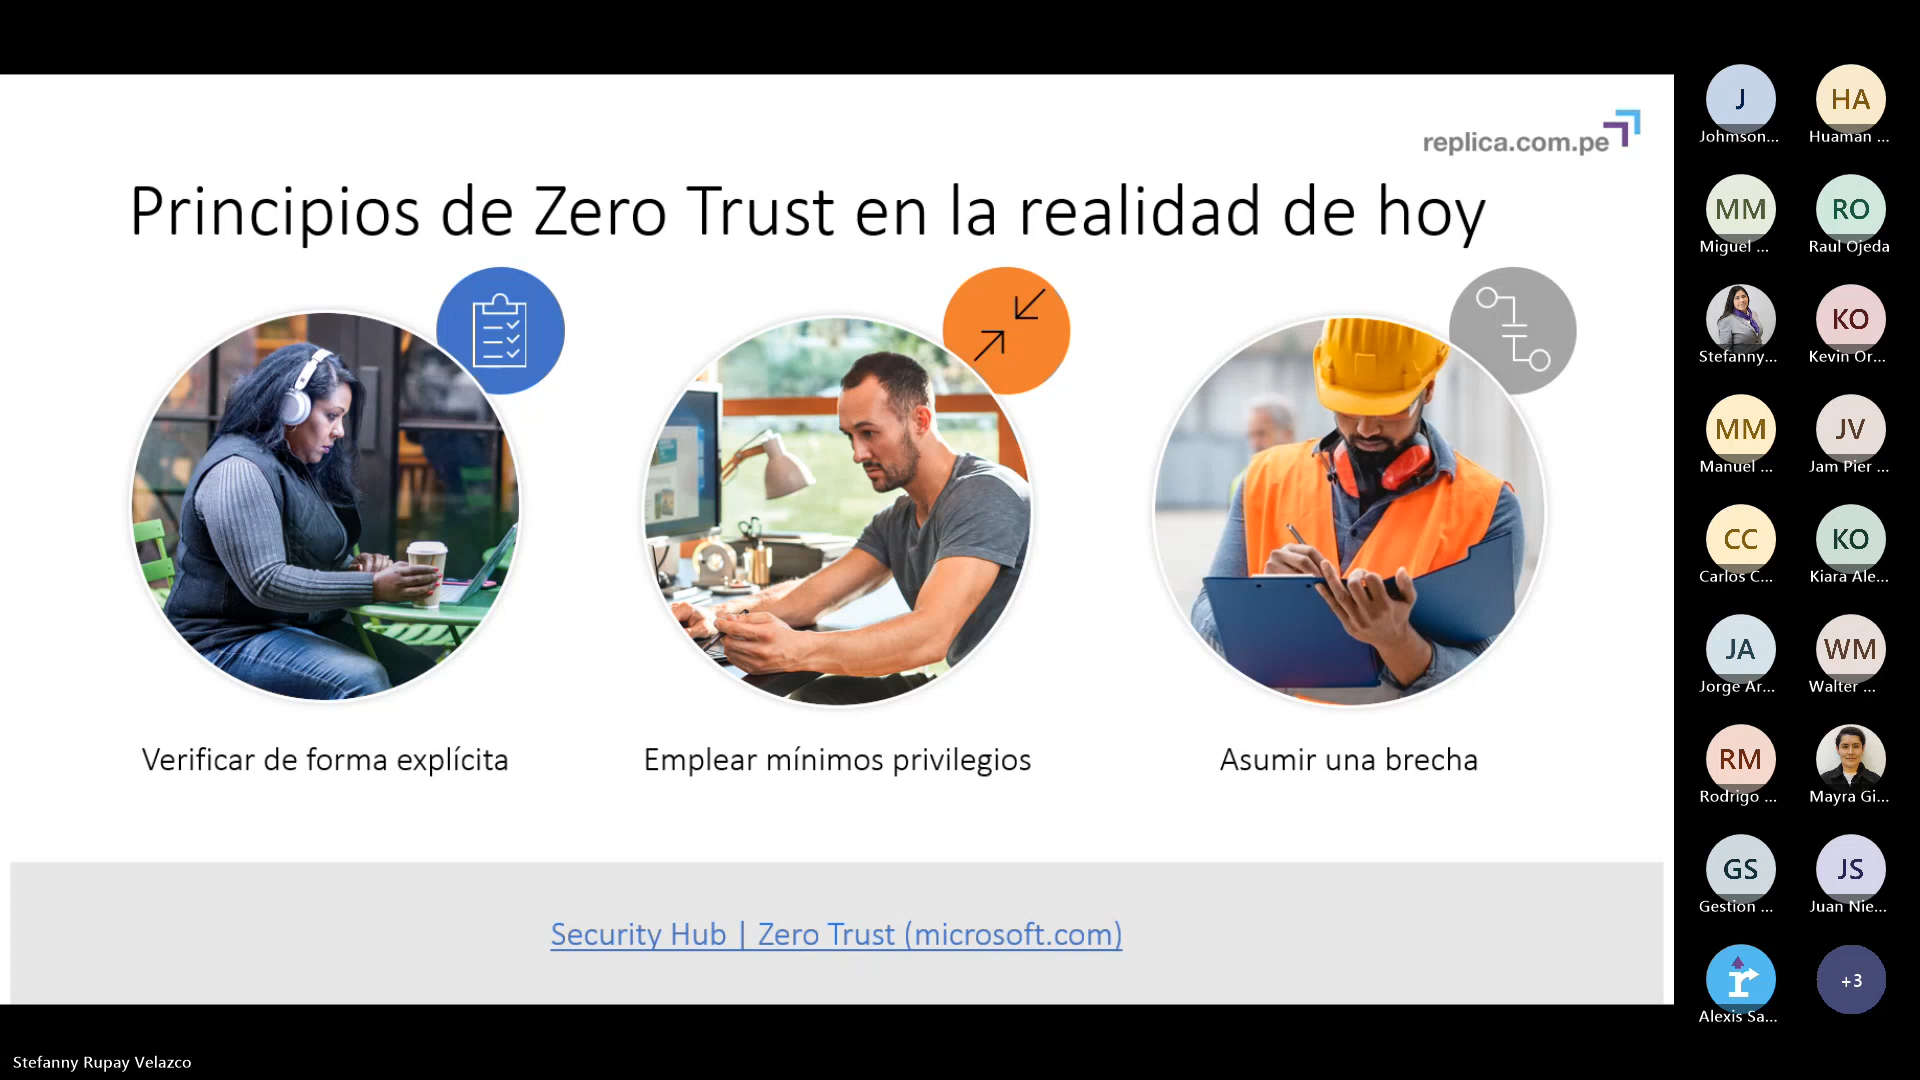 replica.com.pe
Principios de Zero Trust en la realidad de hoy
Verificar de forma explícita
Emplear mínimos privilegios
Asumir una brecha
Security Hub | Zero Trust (microsoft.com)
J
Johmson...
HA
Huaman ...
MM
Miguel ...
RO
Raul Ojeda
Stefanny...
KO
Kevin Or...
MM
Manuel ...
JV
Jam Pier ...
CC
Carlos C...
KO
Kiara Ale...
JA
Jorge Ar...
WM
Walter ...
RM
Rodrigo ...
Mayra Gi...
GS
Gestion ...
JS
Juan Nie...
Alexis Sa...
+3
Stefanny Rupay Velazco